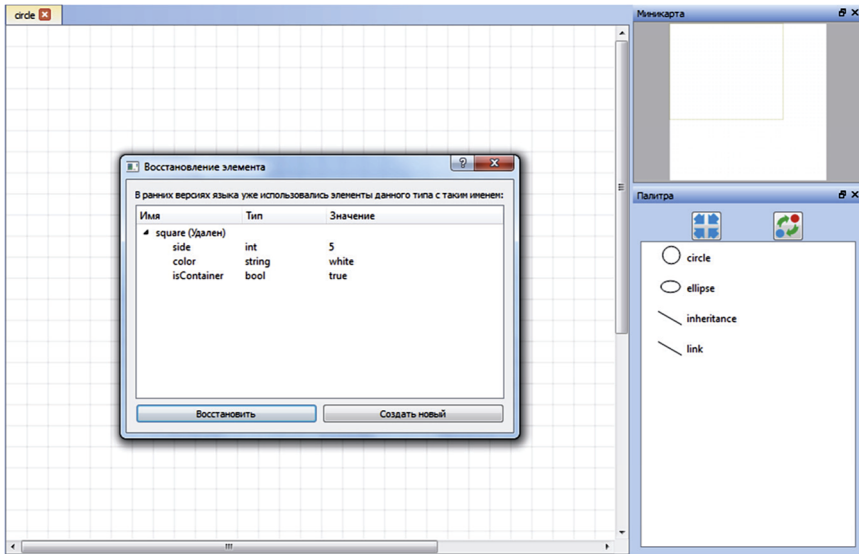 circle
Миникарта
Восстановление элемента
В ранних версиях языка уже использовались элементы данного типа с таким именем:
Имя Тип Значение
square (Удален)
side int 5
color string white
isContainer bool true
Восстановить Создать новый
Палитра
circle
ellipse
inheritance
link